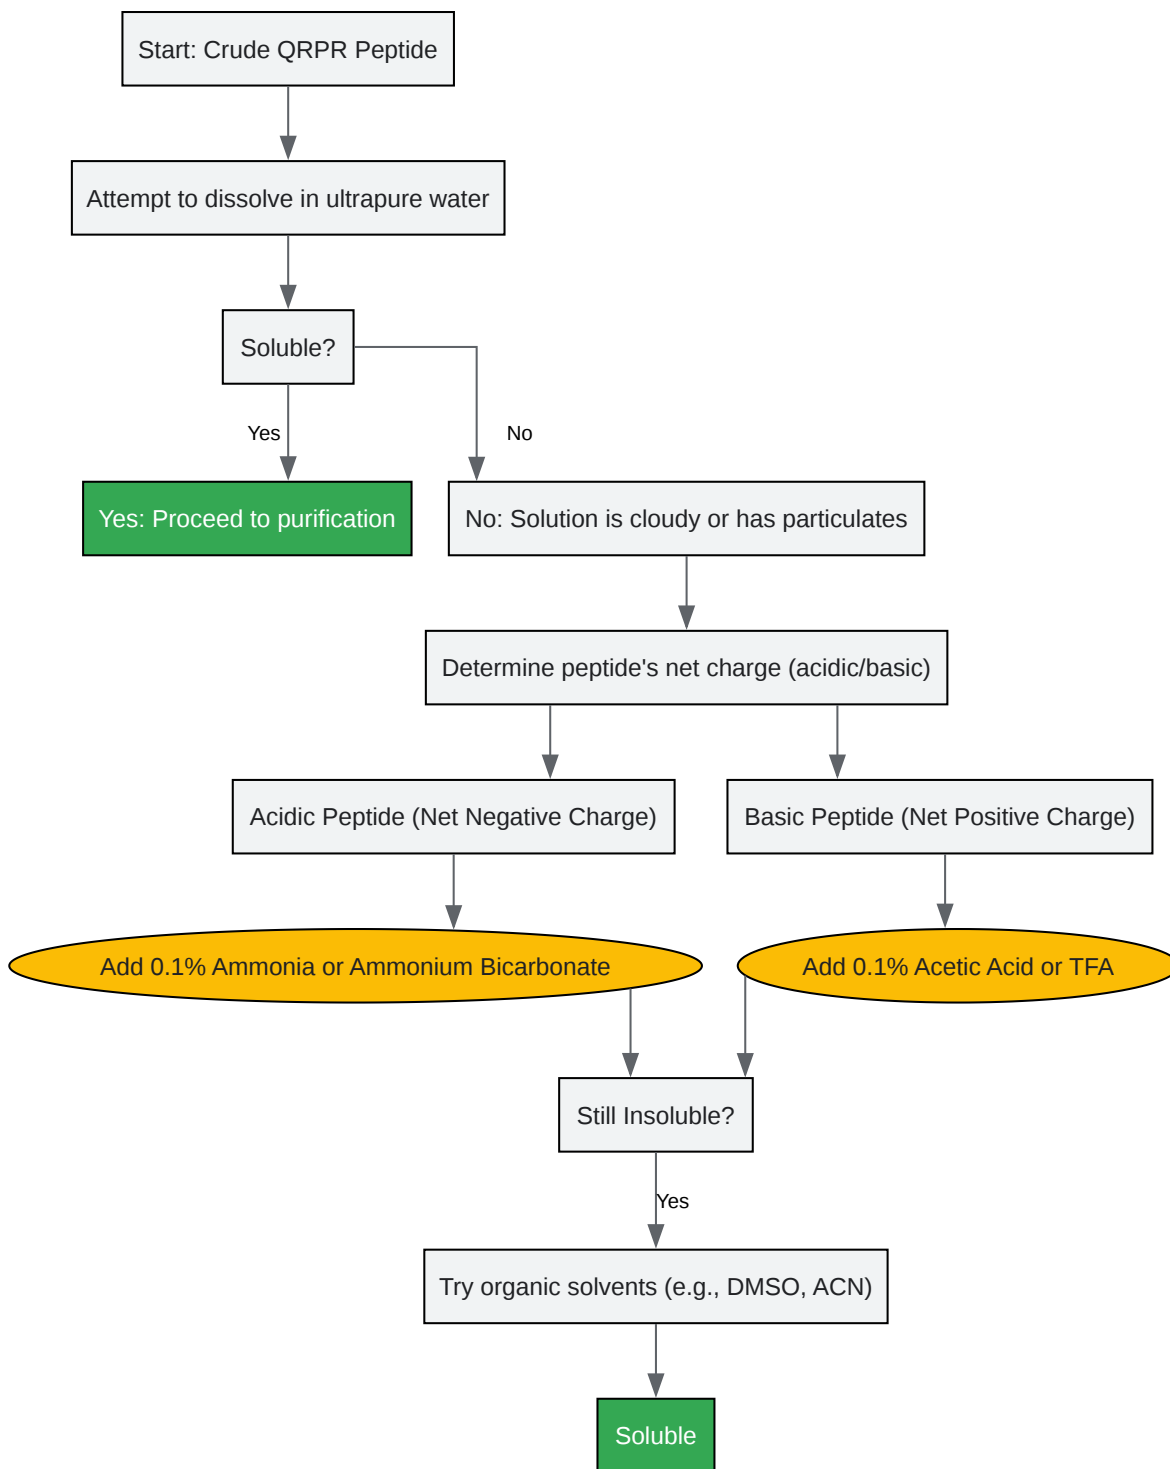 Start: Crude QRPR Peptide
Attempt to dissolve in ultrapure water
Soluble?
Yes
No
Yes: Proceed to purification
No: Solution is cloudy or has particulates
Determine peptide's net charge (acidic/basic)
Acidic Peptide (Net Negative Charge)
Basic Peptide (Net Positive Charge)
Add 0.1% Ammonia or Ammonium Bicarbonate
Add 0.1% Acetic Acid or TFA
Still Insoluble?
Yes
Try organic solvents (e.g., DMSO, ACN)
Soluble